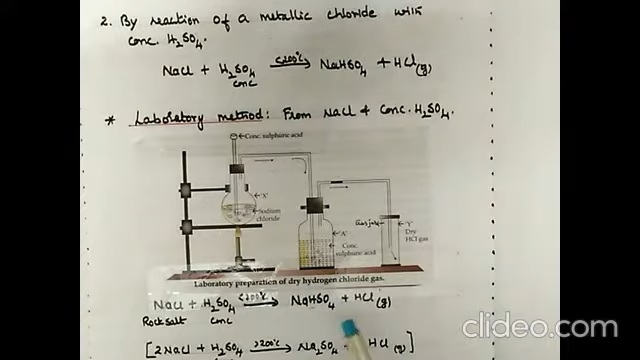 2. By reaction of a metallic chloride with
conc. H₂SO₄.
NaCl + H₂SO₄ <200°c NaHSO₄ + HCl(g)
conc
* Laboratory method: From NaCl & Conc. H₂SO₄.
Conc. sulphuric acid
'X'
Sodium
chloride
'A'
Conc.
sulphuric acid
Gas jar
'Y'
Dry
HCl gas
Laboratory preparation of dry hydrogen chloride gas.
NaCl + H₂SO₄ <200°c NaHSO₄ + HCl(g)
Rocksalt conc
[2NaCl + H₂SO₄ >200°c Na₂SO₄ HCl(g)]
clideo.com